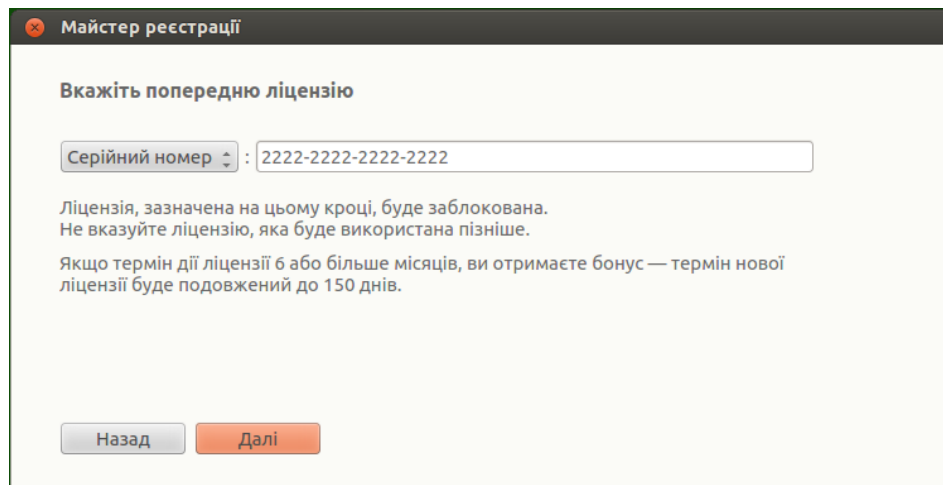 Майстер реєстрації
Вкажіть попередню ліцензію
Серійний номер : 2222-2222-2222-2222
Ліцензія, зазначена на цьому кроці, буде заблокована.
Не вказуйте ліцензію, яка буде використана пізніше.
Якщо термін дії ліцензії 6 або більше місяців, ви отримаєте бонус — термін нової
ліцензії буде подовжений до 150 днів.
Назад Далі